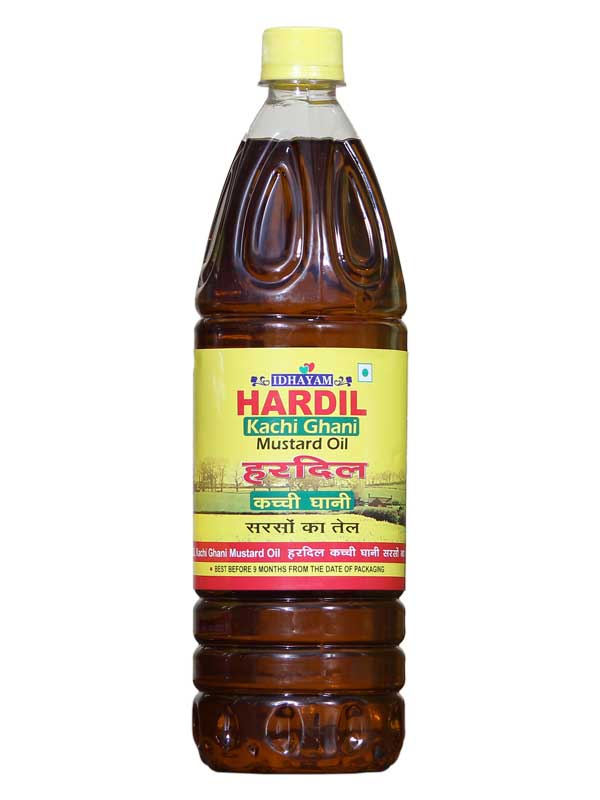 IDHAYAM
HARDIL
Kachi Ghani
Mustard Oil
हरदिल
कच्ची घानी
सरसों का तेल
Kachi Ghani Mustard Oil हरदिल कच्ची घानी सरसों का
• BEST BEFORE 9 MONTHS FROM THE DATE OF PACKAGING